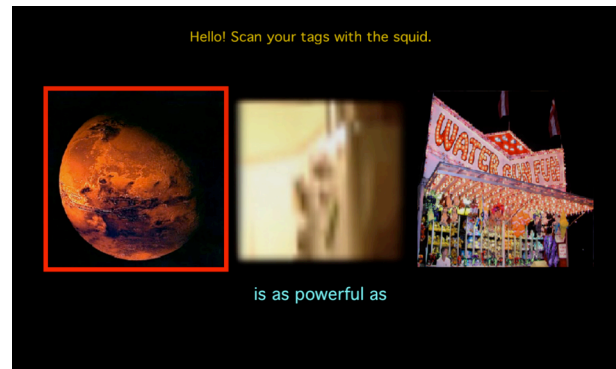 Hello! Scan your tags with the squid.
WATER GUN FUN
is as powerful as